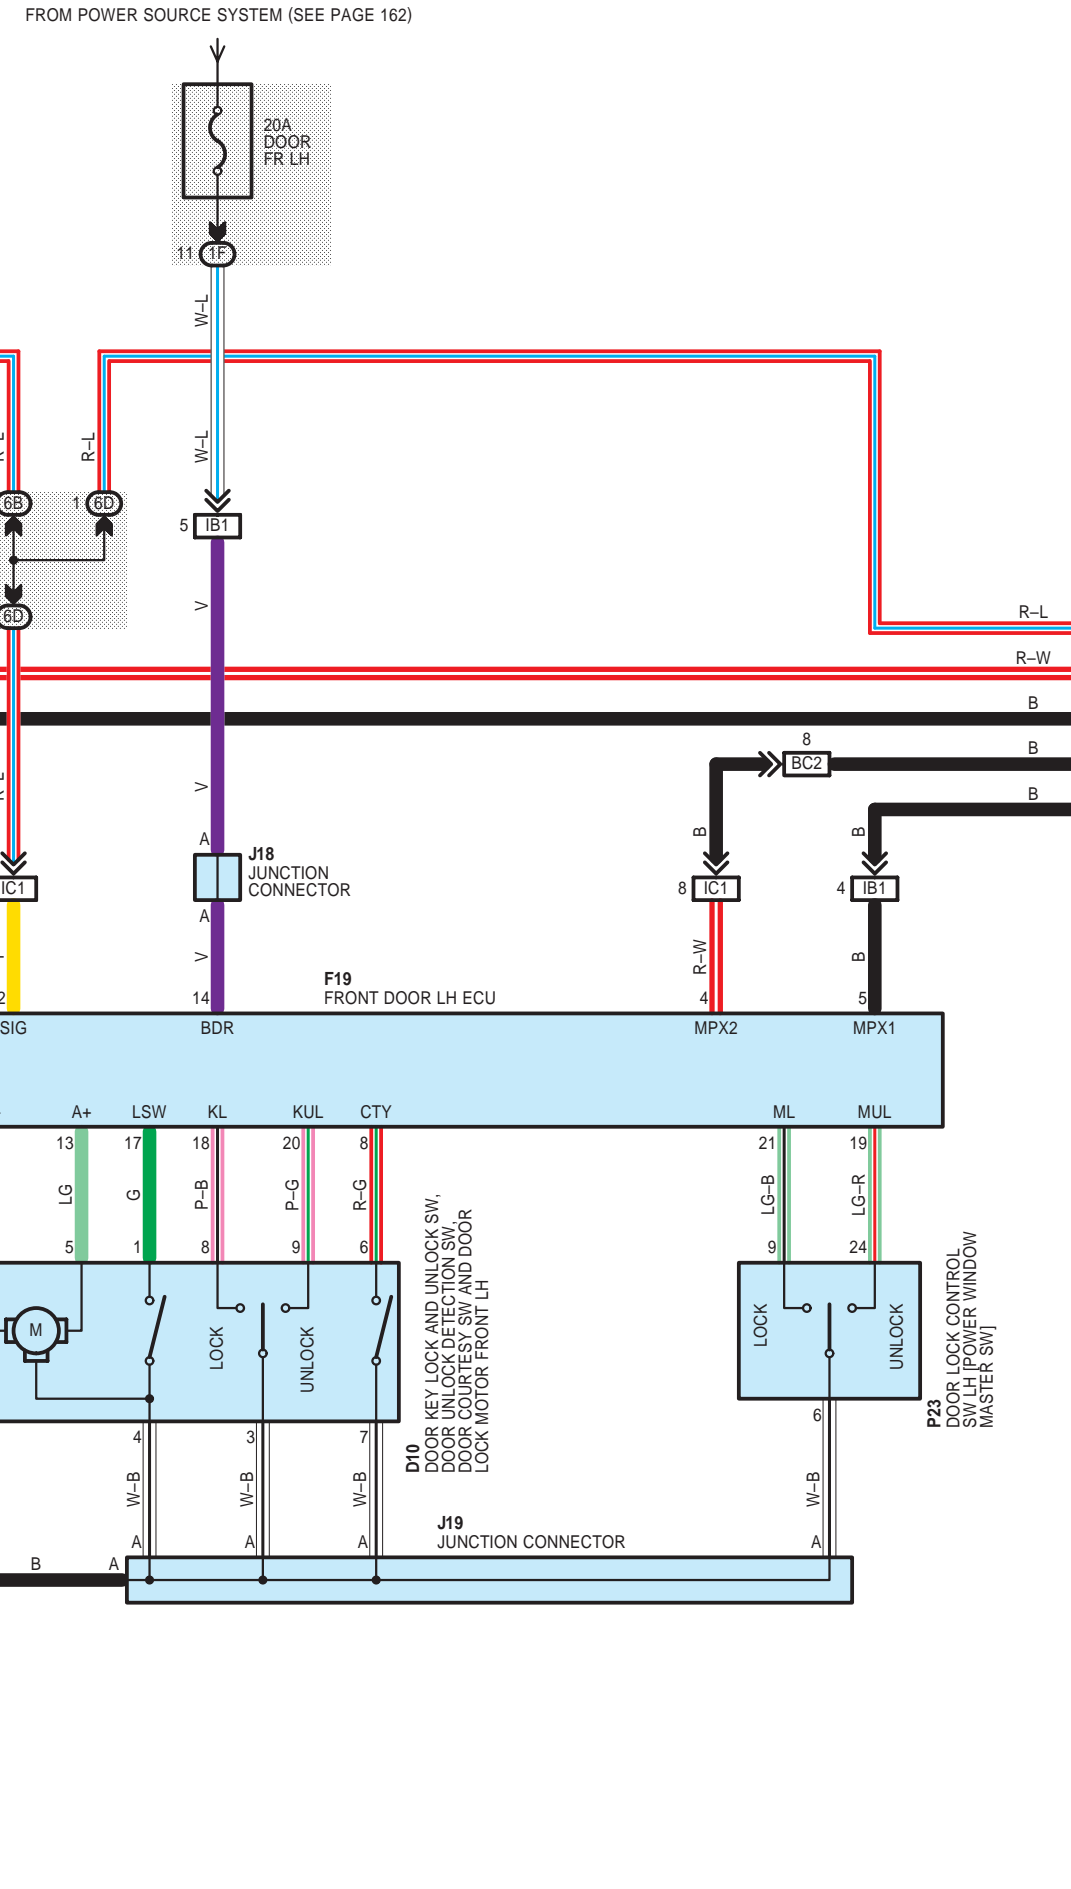 FROM POWER SOURCE SYSTEM (SEE PAGE 162)
20A
DOOR
FR LH
11 1F
W–L
R–L
W–L
6B
1 6D
5 IB1
6D
V
R–L
R–W
B
8
BC2
B
B
V
B
B
A
J18
JUNCTION
CONNECTOR
IC1
8 IC1
4 IB1
A
V
R–W
B
F19
FRONT DOOR LH ECU
2
14
4
5
SIG
BDR
MPX2
MPX1
A+
LSW
KL
KUL
CTY
ML
MUL
13
17
18
20
8
21
19
LG
G
P–B
P–G
R–G
LG–B
LG–R
5
1
8
9
6
9
24
M
LOCK
UNLOCK
LOCK
UNLOCK
D10
DOOR KEY LOCK AND UNLOCK SW,
DOOR UNLOCK DETECTION SW,
DOOR COURTESY SW AND DOOR
LOCK MOTOR FRONT LH
P23
DOOR LOCK CONTROL
SW LH [POWER WINDOW
MASTER SW]
4
3
7
6
W–B
W–B
W–B
W–B
A
A
A
A
J19
JUNCTION CONNECTOR
B
A